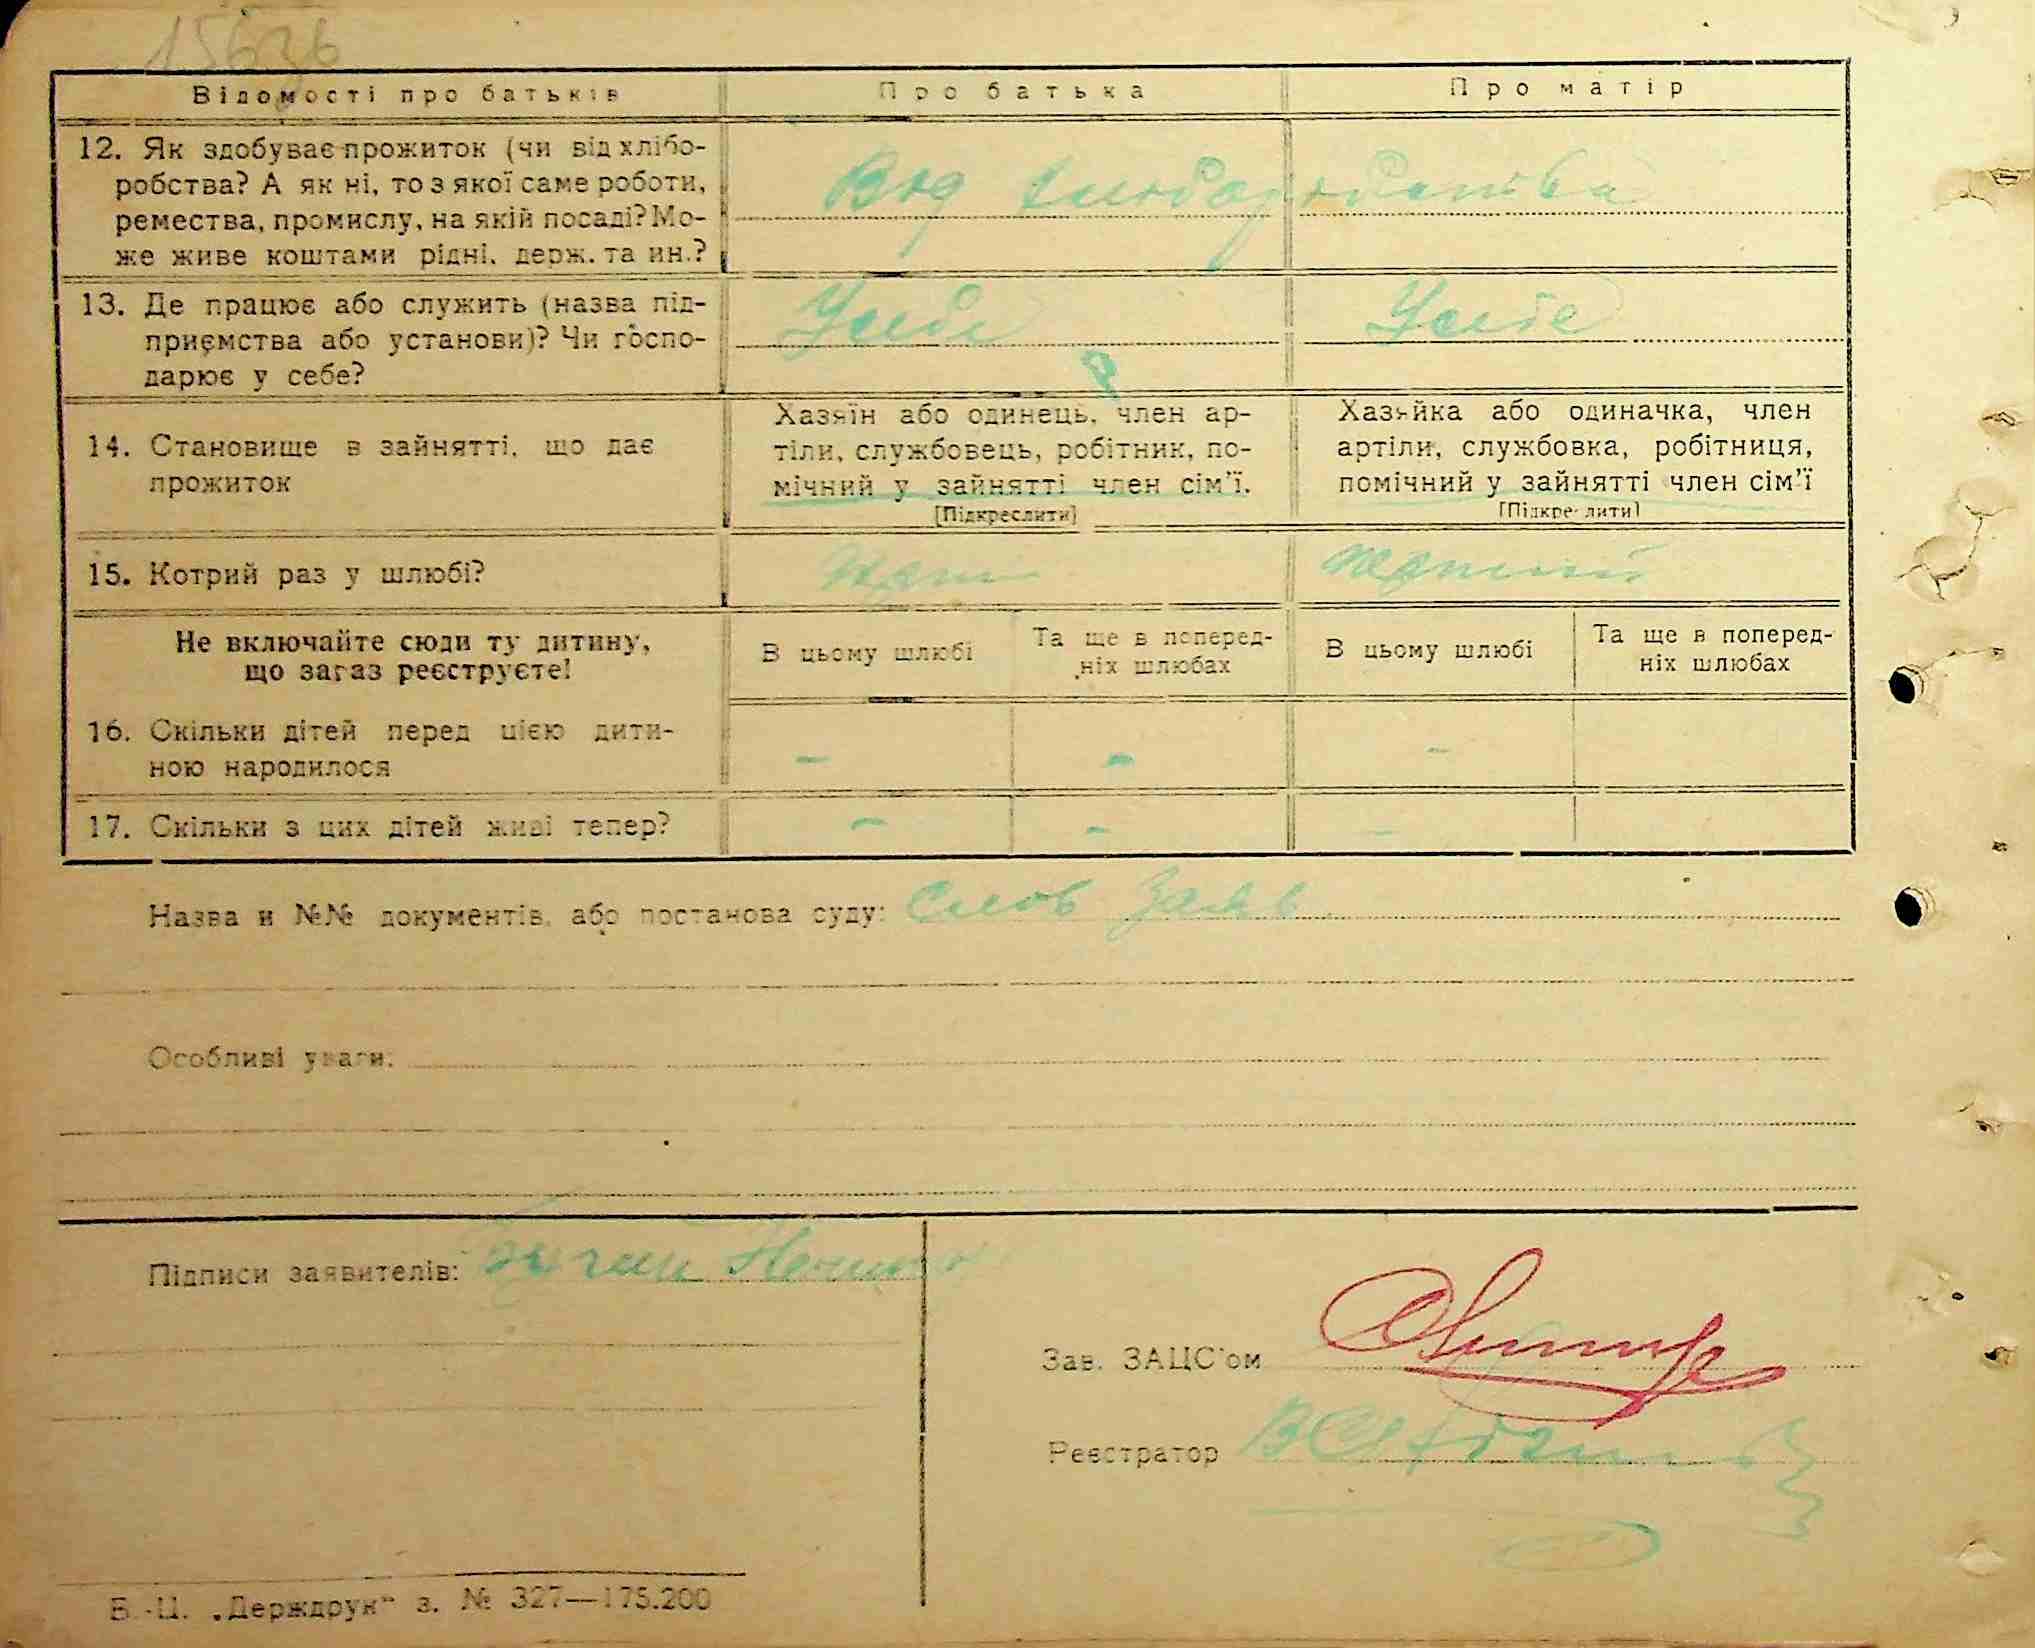 15636
Відомості про батьків
Про батька
Про матір
12. Як здобуває прожиток (чи від хлібо-
робства? А як ні, то з якої саме роботи,
ремества, промислу, на якій посаді? Мо-
же живе коштами рідні, держ. та ин.?
Від хлиборобства
13. Де працює або служить (назва під-
приємства або установи)? Чи госпо-
дарює у себе?
У себе
У себе
14. Становище в зайнятті, що дає
прожиток
Хазяїн або одинець, член ар-
тіли, службовець, робітник, по-
мічний у зайнятті член сім'ї.
[Підкреслити]
Хазяйка або одиначка, член
артіли, службовка, робітниця,
помічний у зайнятті член сім'ї
[Підкреслити]
15. Котрий раз у шлюбі?
Не включайте сюди ту дитину,
що зараз реєструєте!
В цьому шлюбі
Та ще в поперед-
ніх шлюбах
В цьому шлюбі
Та ще в поперед-
ніх шлюбах
16. Скільки дітей перед цією дити-
ною народилося
- - -
17. Скільки з цих дітей живі тепер?
- - -
Назва и №№ документів, або постанова суду: Слов Заяв
Особливі уваги:
Підписи заявителів:
Зав. ЗАЦС'ом
Реєстратор
Б.-Ц. „Держдрук" з. № 327—175.200